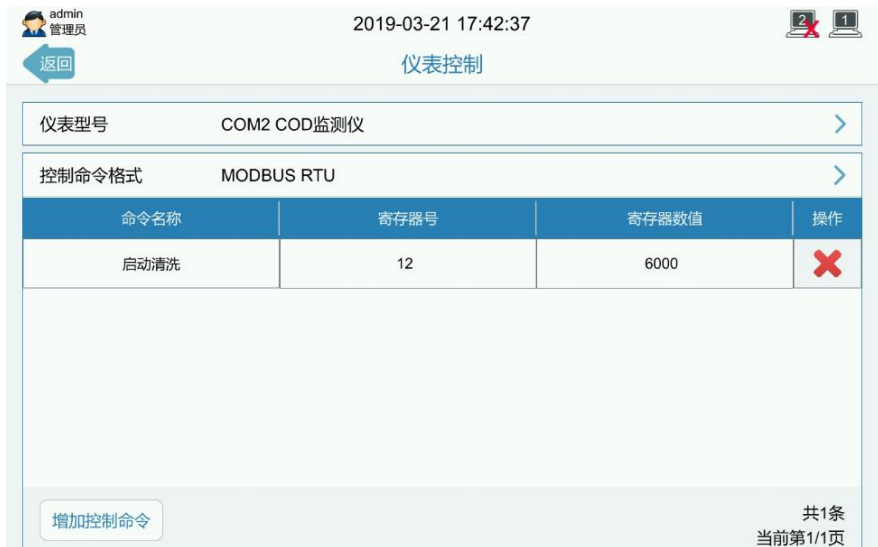 admin
管理员
2019-03-21 17:42:37
2
1
返回
仪表控制
仪表型号 COM2 COD监测仪
控制命令格式 MODBUS RTU
命令名称 寄存器号 寄存器数值 操作
启动清洗 12 6000
增加控制命令
共1条
当前第1/1页